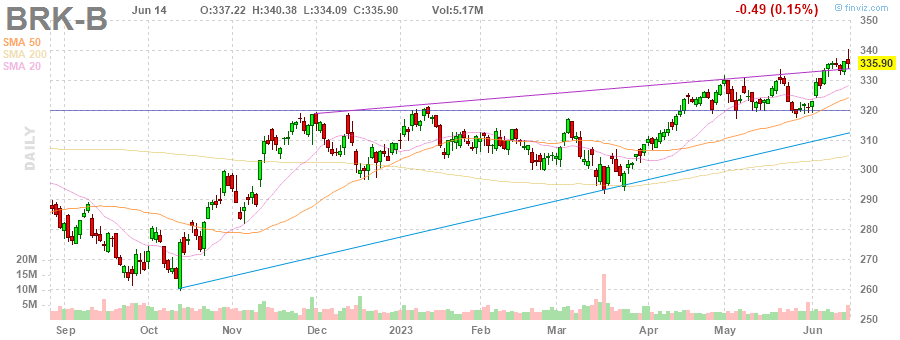 © finviz.com
BRK-B Jun 14 O:337.22 H:340.38 L:334.09 C:335.90 Vol:5.17M -0.49 (0.15%)
SMA 50
SMA 200
SMA 20
DAILY
350
340
335.90
330
320
310
300
290
280
270
260
250
20M
15M
10M
5M
Sep Oct Nov Dec 2023 Feb Mar Apr May Jun